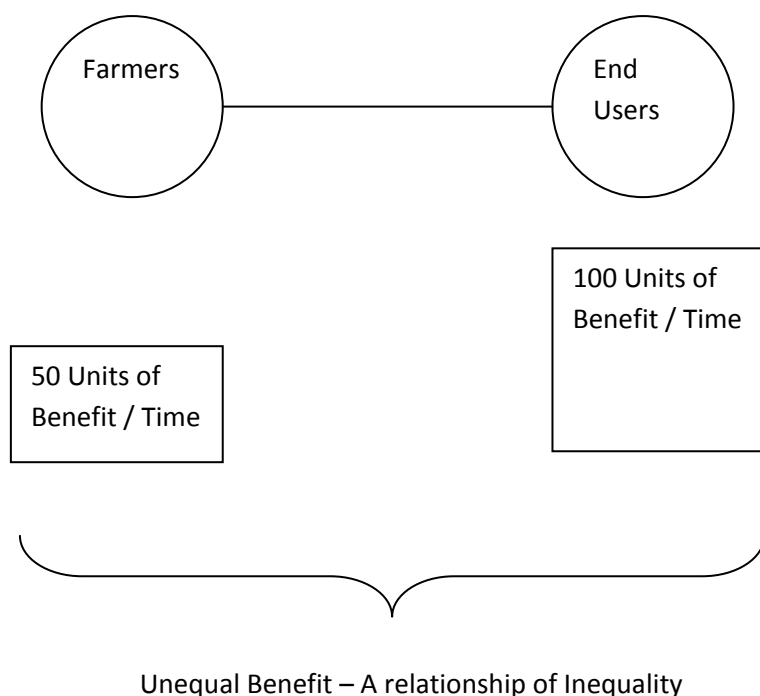 Farmers
End
Users
100 Units of
Benefit / Time
50 Units of
Benefit / Time
Unequal Benefit – A relationship of Inequality